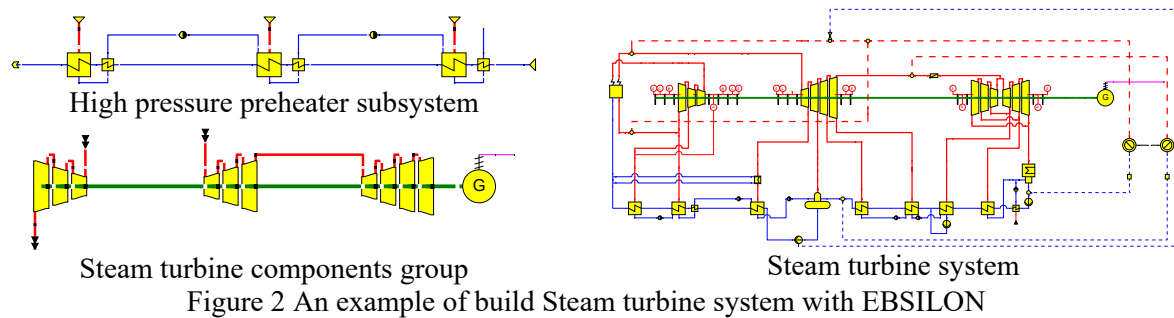 High pressure preheater subsystem
G
Steam turbine components group
G
Steam turbine system
Figure 2 An example of build Steam turbine system with EBSILON